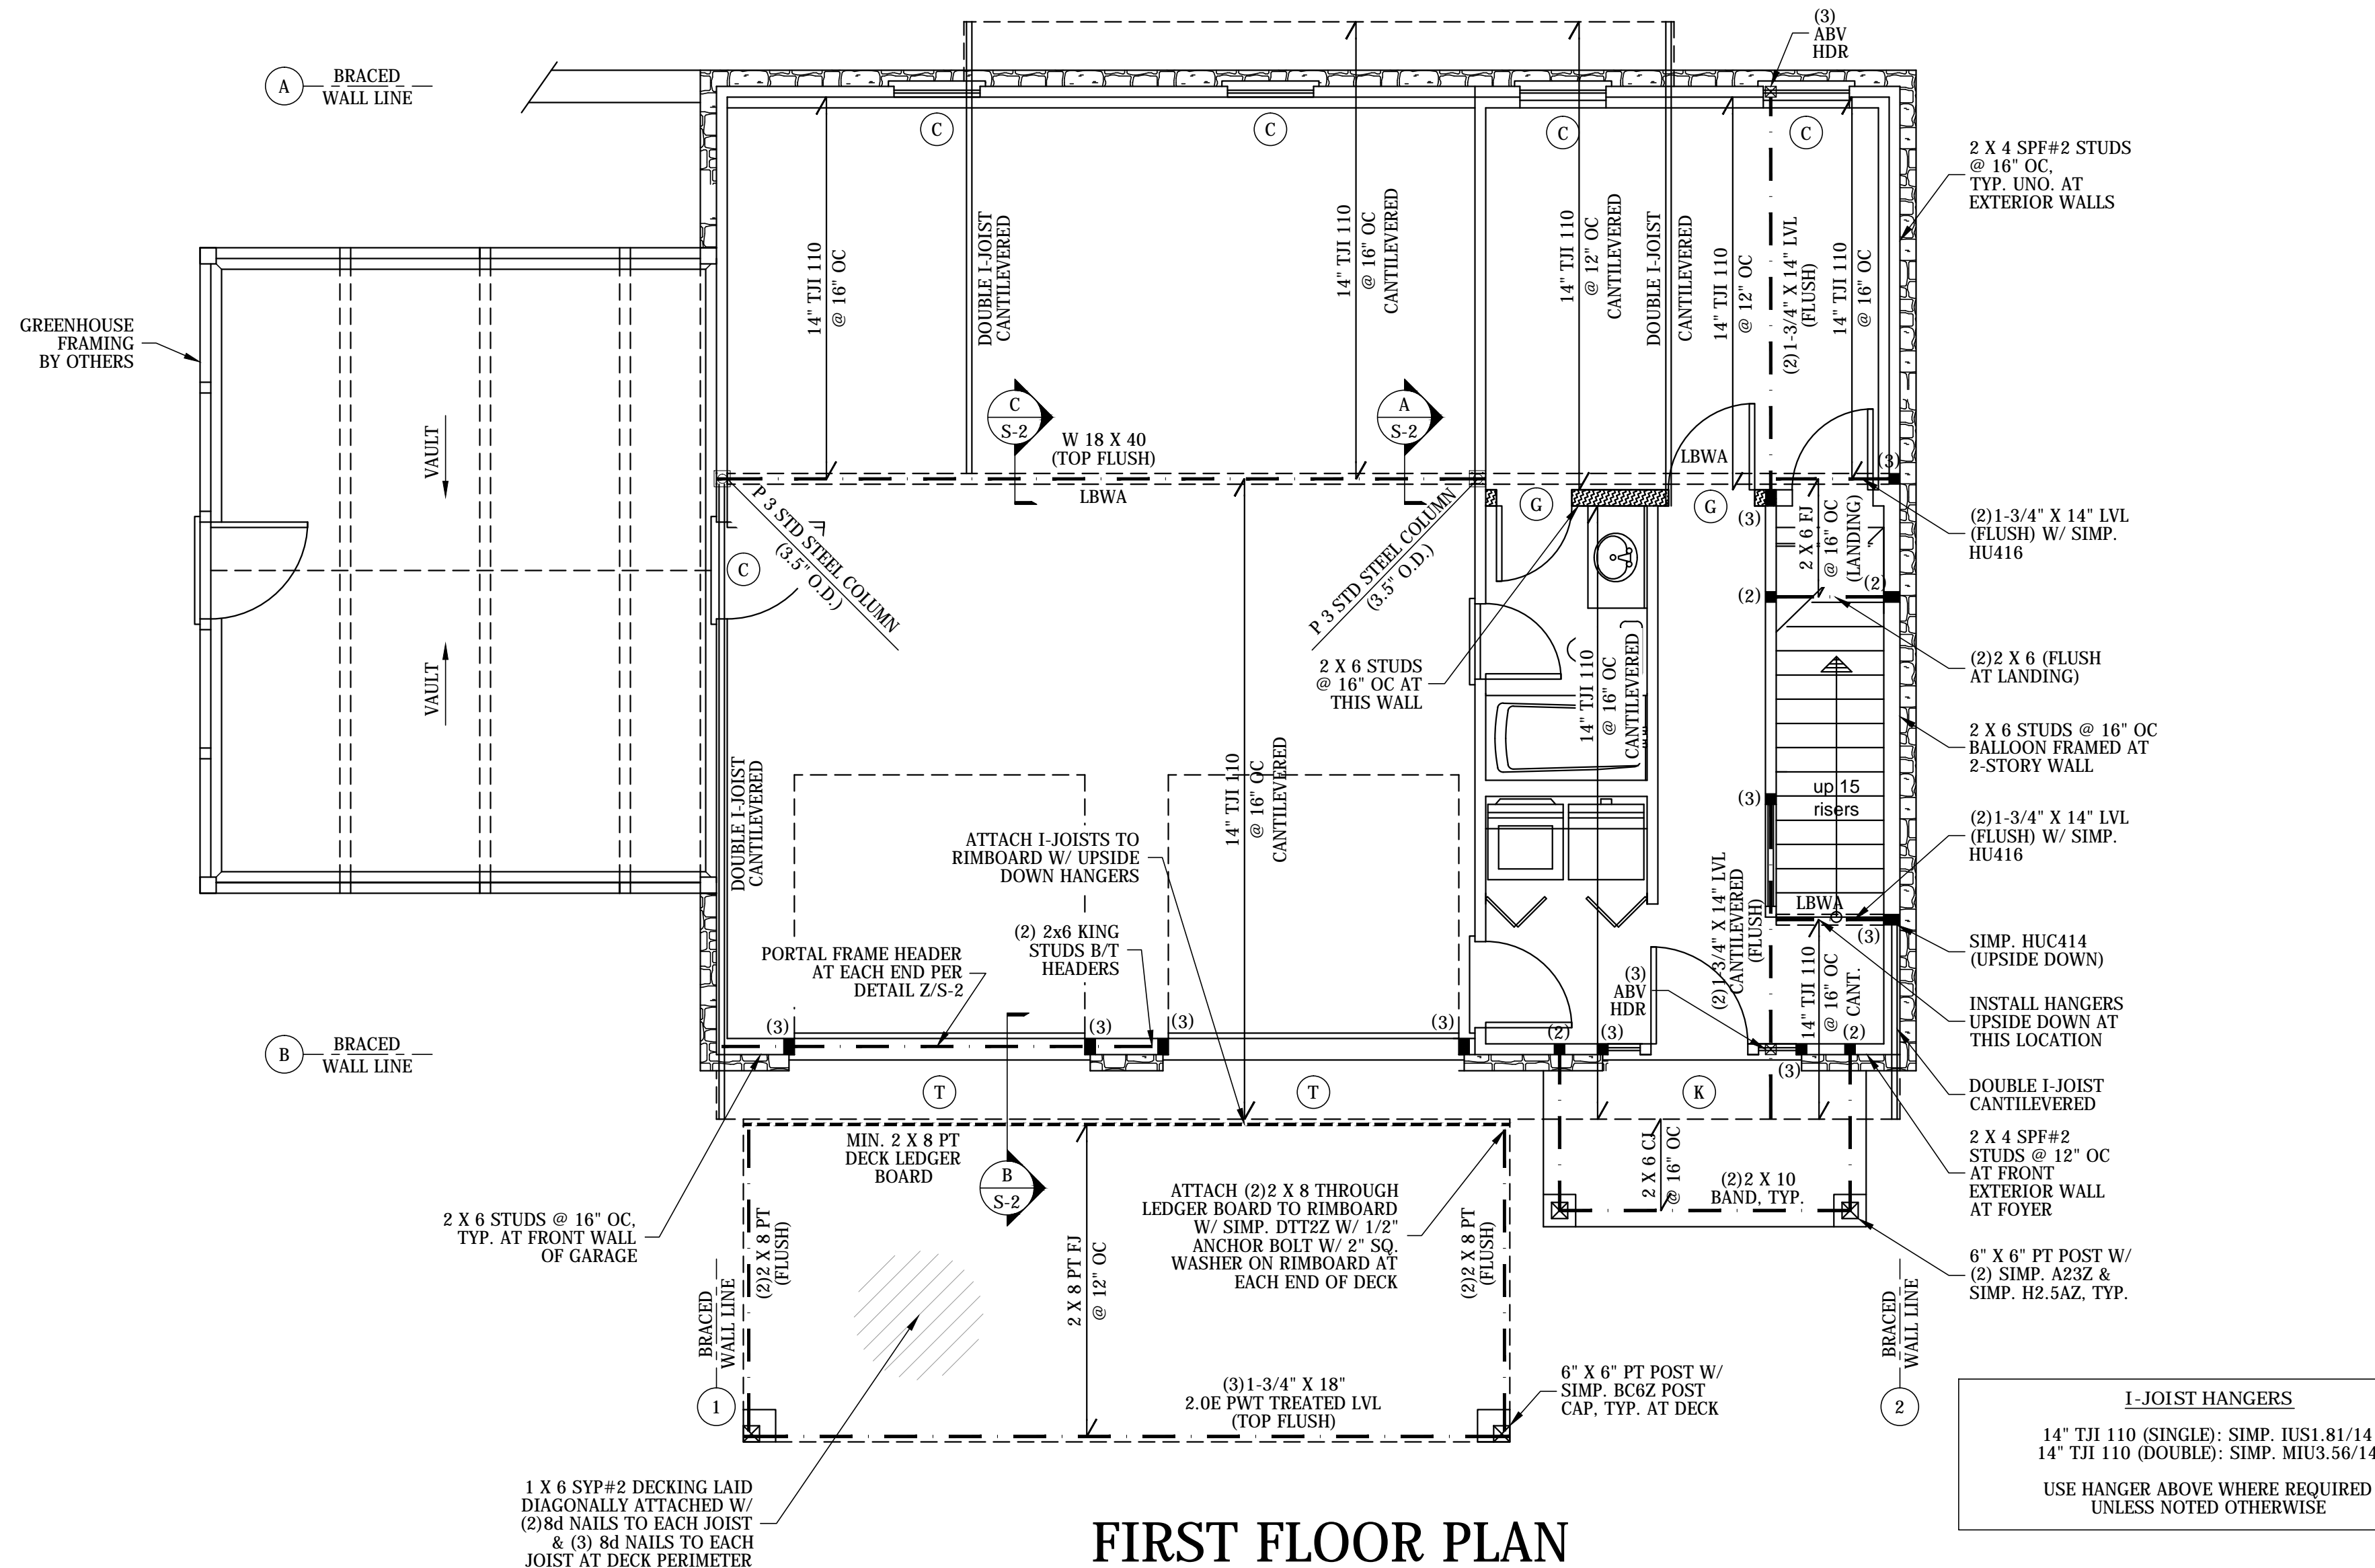 (3)
ABV
HDR
A
BRACED
WALL LINE
C
C
C
C
2 X 4 SPF#2 STUDS
@ 16" OC,
TYP. UNO. AT
EXTERIOR WALLS
14" TJI 110
@ 16" OC
DOUBLE I-JOIST
CANTILEVERED
14" TJI 110
@ 16" OC
CANTILEVERED
14" TJI 110
@ 12" OC
CANTILEVERED
DOUBLE I-JOIST
CANTILEVERED
14" TJI 110
@ 12" OC
(2)1-3/4" X 14" LVL
(FLUSH)
14" TJI 110
@ 16" OC
GREENHOUSE
FRAMING
BY OTHERS
VAULT
VAULT
C
S-2
A
S-2
W 18 X 40
(TOP FLUSH)
LBWA
LBWA
(3)
P 3 STD STEEL COLUMN
(3.5" O.D.)
P 3 STD STEEL COLUMN
(3.5" O.D.)
C
G
G
(3)
2 X 6 FJ
@ 16" OC
(LANDING)
(2)1-3/4" X 14" LVL
(FLUSH) W/ SIMP.
HU416
(2)
(2)
(2)2 X 6 (FLUSH
AT LANDING)
2 X 6 STUDS
@ 16" OC AT
THIS WALL
14" TJI 110
@ 16" OC
CANTILEVERED
2 X 6 STUDS @ 16" OC
BALLOON FRAMED AT
2-STORY WALL
up 15
risers
(3)
DOUBLE I-JOIST
CANTILEVERED
14" TJI 110
@ 16" OC
CANTILEVERED
ATTACH I-JOISTS TO
RIMBOARD W/ UPSIDE
DOWN HANGERS
(2)1-3/4" X 14" LVL
(FLUSH) W/ SIMP.
HU416
(2)1-3/4" X 14" LVL
CANTILEVERED
(FLUSH)
LBWA
(3)
PORTAL FRAME HEADER
AT EACH END PER
DETAIL Z/S-2
(2) 2x6 KING
STUDS B/T
HEADERS
(3)
ABV
HDR
14" TJI 110
@ 16" OC
CANT.
SIMP. HUC414
(UPSIDE DOWN)
INSTALL HANGERS
UPSIDE DOWN AT
THIS LOCATION
(3)
(3)
(3)
(3)
(2)
(3)
(2)
(3)
B
BRACED
WALL LINE
T
T
K
DOUBLE I-JOIST
CANTILEVERED
MIN. 2 X 8 PT
DECK LEDGER
BOARD
B
S-2
2 X 6 CJ
@ 16" OC
(2)2 X 10
BAND, TYP.
2 X 4 SPF#2
STUDS @ 12" OC
AT FRONT
EXTERIOR WALL
AT FOYER
2 X 6 STUDS @ 16" OC,
TYP. AT FRONT WALL
OF GARAGE
(2)2 X 8 PT
(FLUSH)
2 X 8 PT FJ
@ 12" OC
ATTACH (2)2 X 8 THROUGH
LEDGER BOARD TO RIMBOARD
W/ SIMP. DTT2Z W/ 1/2"
ANCHOR BOLT W/ 2" SQ.
WASHER ON RIMBOARD AT
EACH END OF DECK
(2)2 X 8 PT
(FLUSH)
6" X 6" PT POST W/
(2) SIMP. A23Z &
SIMP. H2.5AZ, TYP.
BRACED
WALL LINE
1
BRACED
WALL LINE
2
(3)1-3/4" X 18"
2.0E PWT TREATED LVL
(TOP FLUSH)
6" X 6" PT POST W/
SIMP. BC6Z POST
CAP, TYP. AT DECK
1 X 6 SYP#2 DECKING LAID
DIAGONALLY ATTACHED W/
(2)8d NAILS TO EACH JOIST
& (3) 8d NAILS TO EACH
JOIST AT DECK PERIMETER
I-JOIST HANGERS
14" TJI 110 (SINGLE): SIMP. IUS1.81/14
14" TJI 110 (DOUBLE): SIMP. MIU3.56/14
USE HANGER ABOVE WHERE REQUIRED
UNLESS NOTED OTHERWISE
FIRST FLOOR PLAN